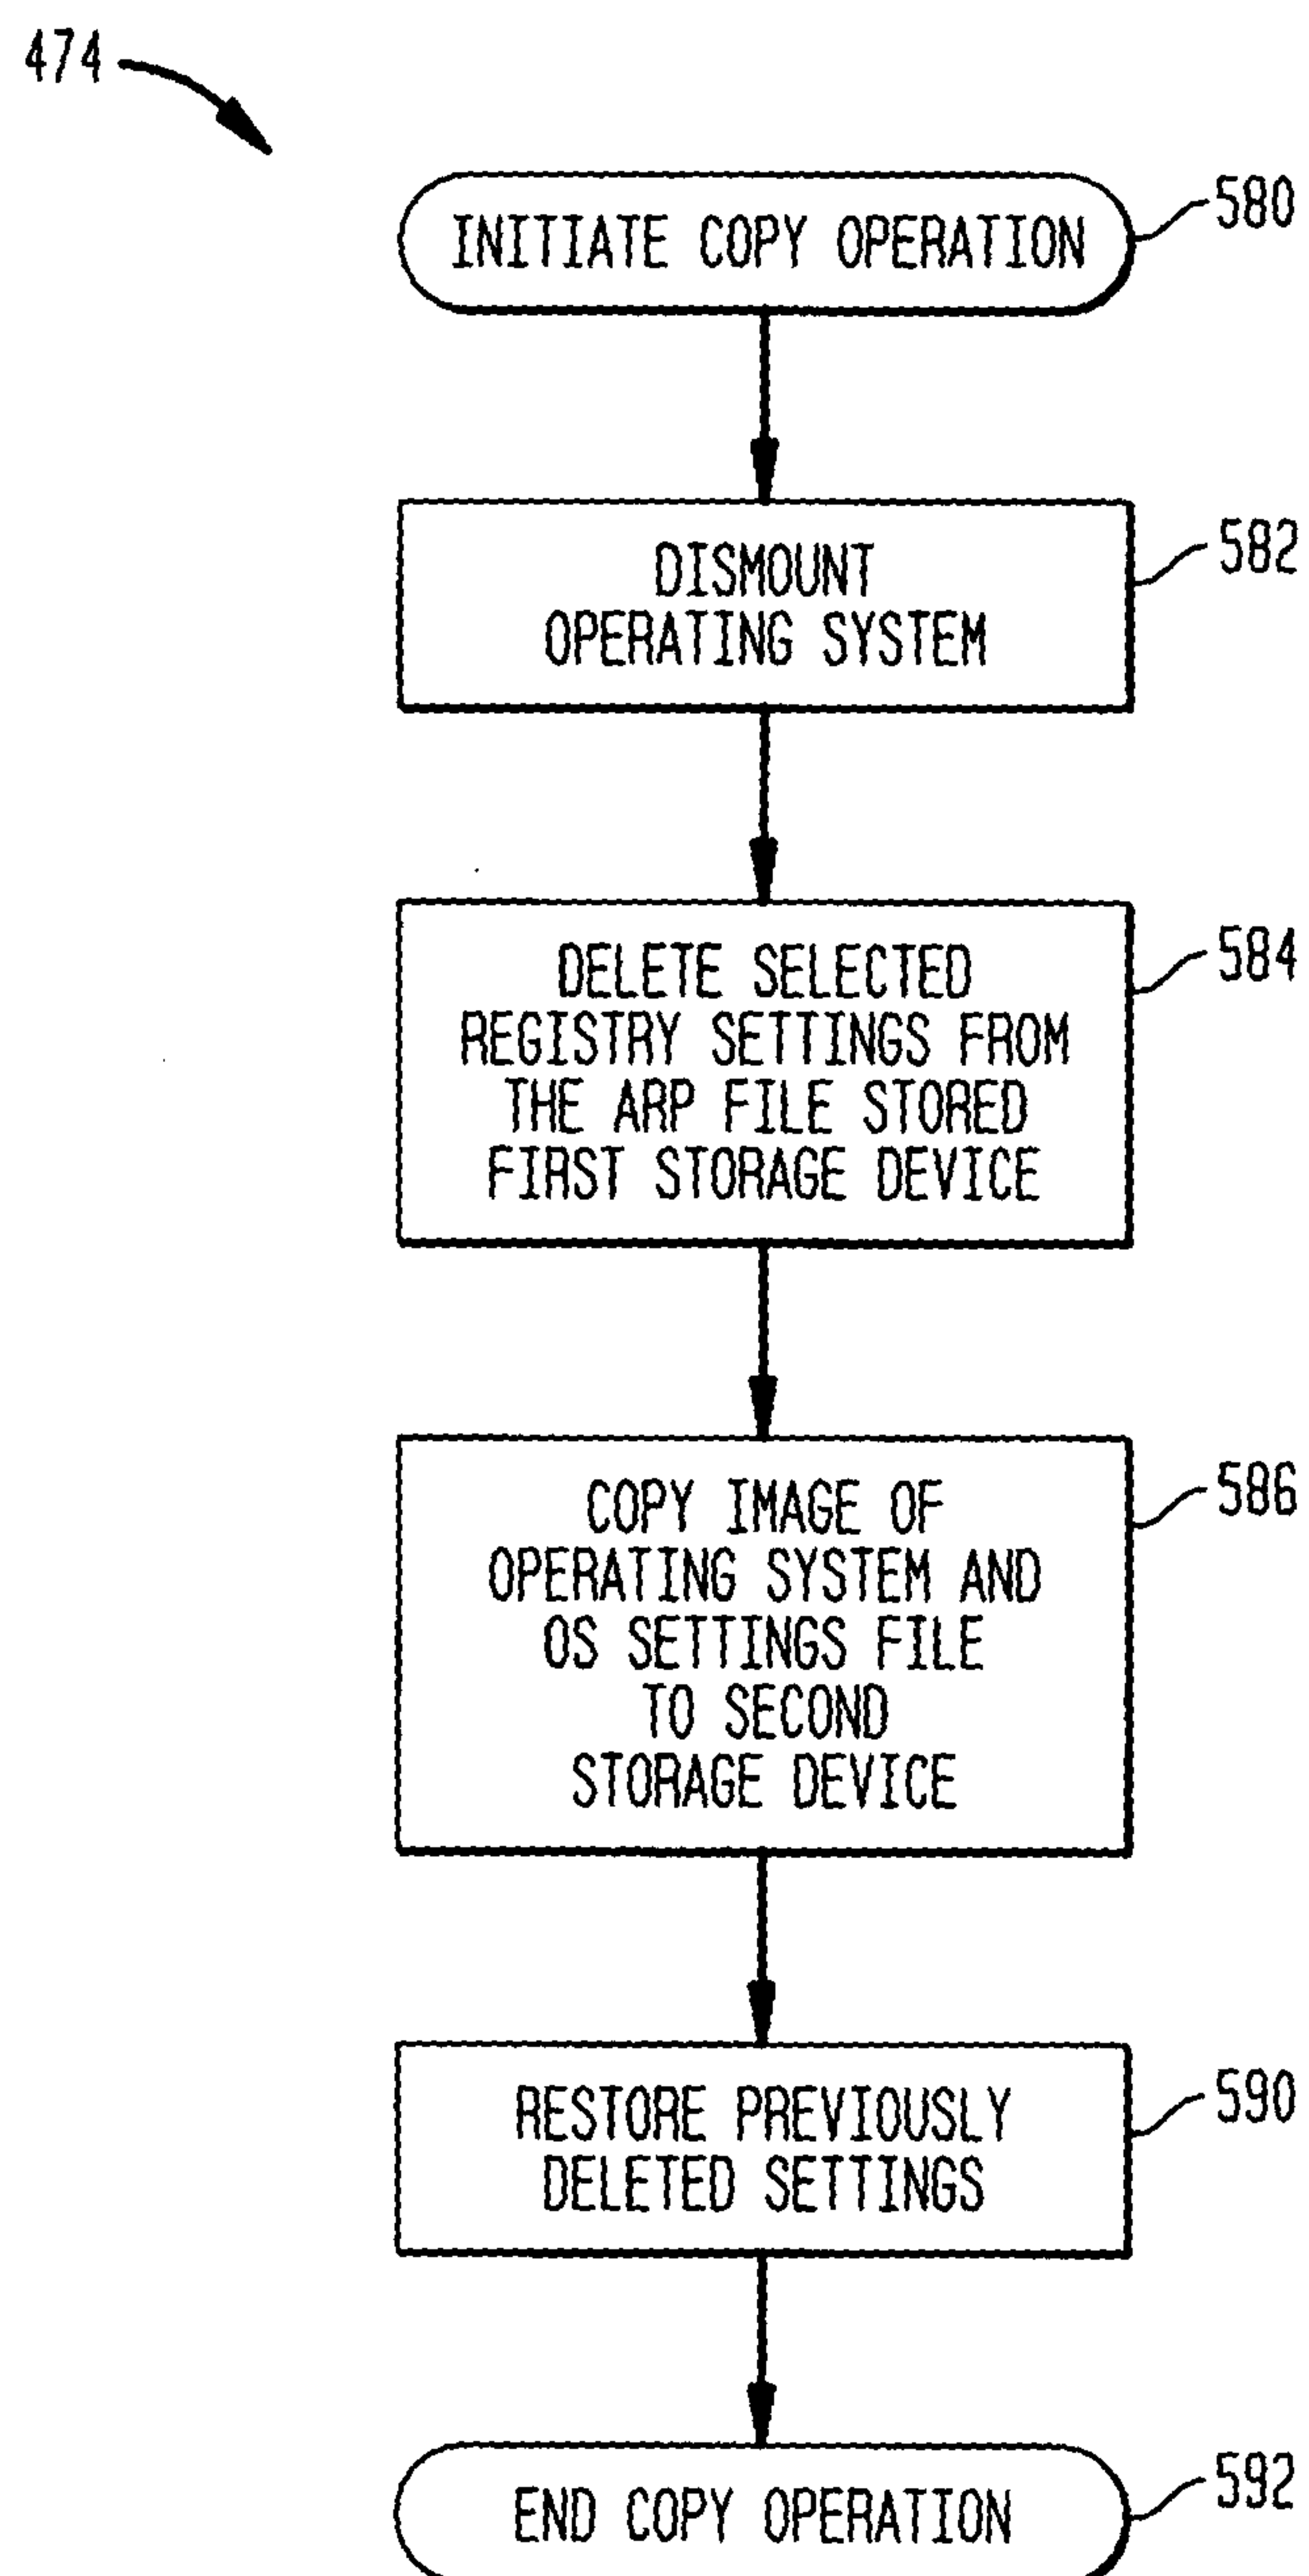 474
INITIATE COPY OPERATION
580
DISMOUNT
OPERATING SYSTEM
582
DELETE SELECTED
REGISTRY SETTINGS FROM
THE ARP FILE STORED
FIRST STORAGE DEVICE
584
COPY IMAGE OF
OPERATING SYSTEM AND
OS SETTINGS FILE
TO SECOND
STORAGE DEVICE
586
RESTORE PREVIOUSLY
DELETED SETTINGS
590
END COPY OPERATION
592